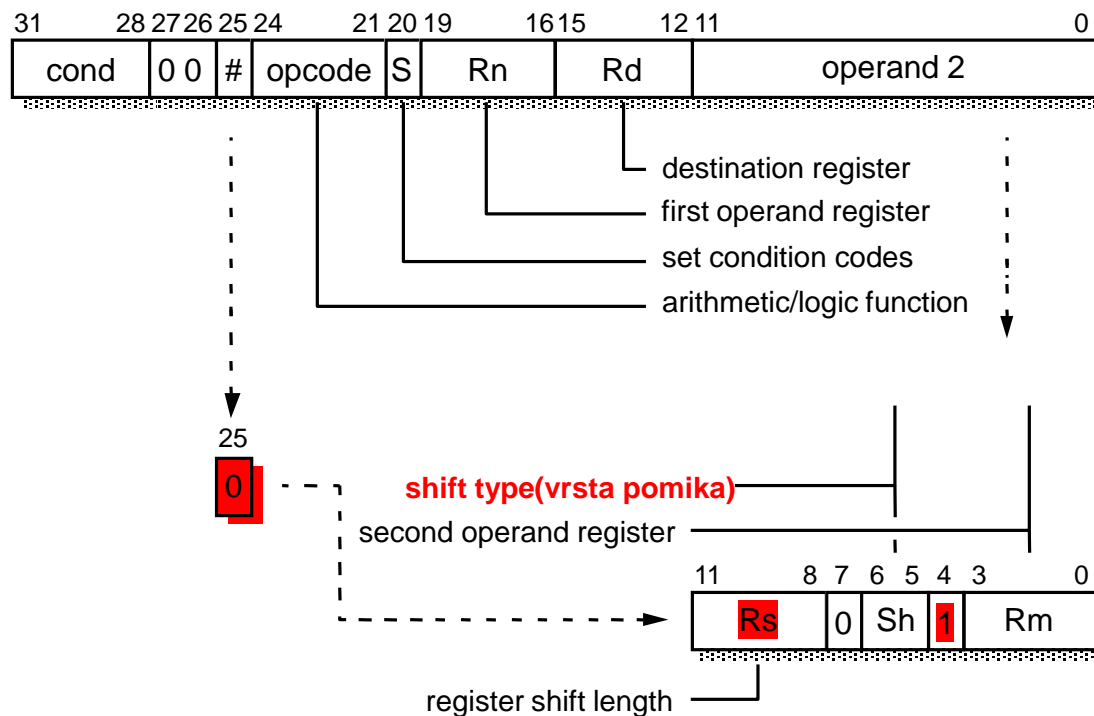 31 28 27 26 25 24 21 20 19 16 15 12 11 0
cond 0 0 # opcode S Rn Rd operand 2
destination register
first operand register
set condition codes
arithmetic/logic function
25
0
shift type(vrsta pomika)
second operand register
11 8 7 6 5 4 3 0
Rs 0 Sh 1 Rm
register shift length